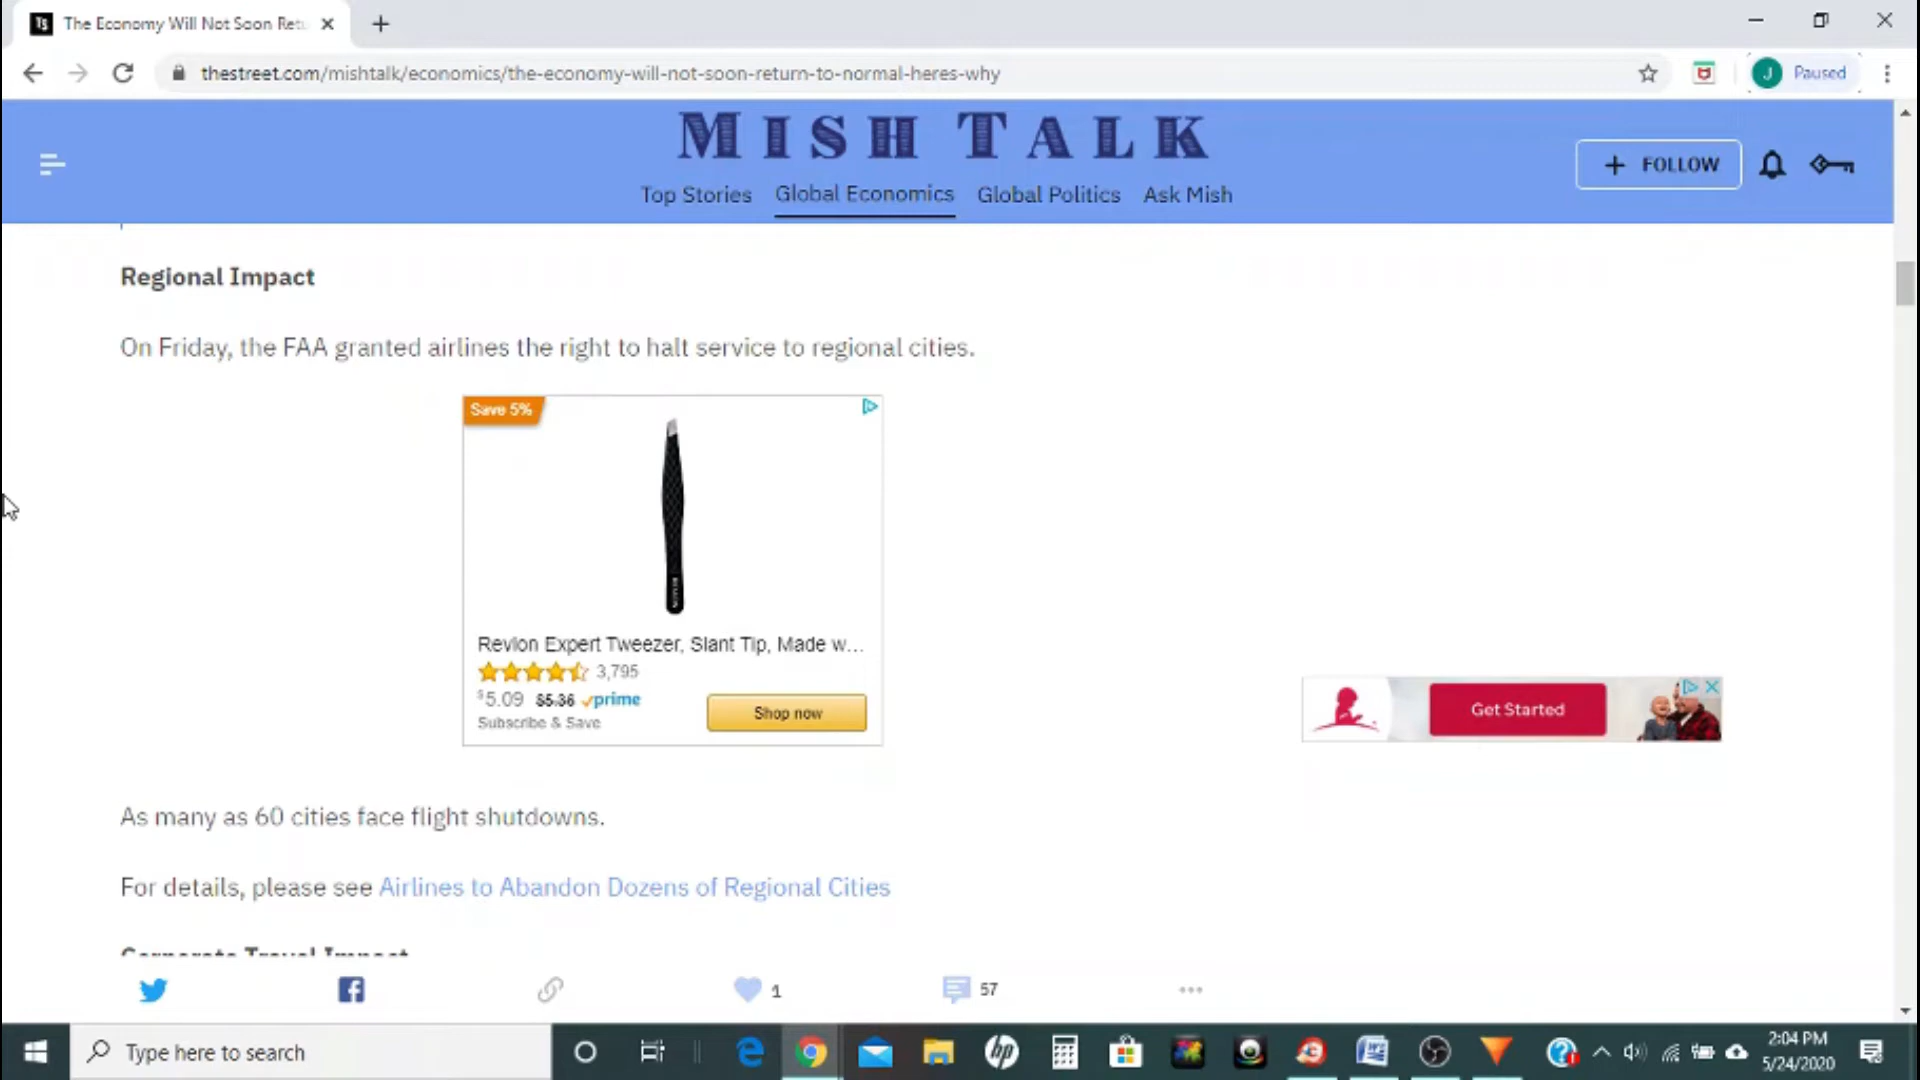 The Economy Will Not Soon Retu
thestreet.com/mishtalk/economics/the-economy-will-not-soon-return-to-normal-heres-why
J Paused
MISH TALK
Top Stories Global Economics Global Politics Ask Mish
+ FOLLOW
Regional Impact
On Friday, the FAA granted airlines the right to halt service to regional cities.
Save 5%
REVLON
Revlon Expert Tweezer, Slant Tip, Made w...
3,795
$5.09 $5.36 prime
Subscribe & Save
Shop now
Get Started
As many as 60 cities face flight shutdowns.
For details, please see Airlines to Abandon Dozens of Regional Cities
Corporate Travel Impact
1
57
Type here to search
2:04 PM
5/24/2020